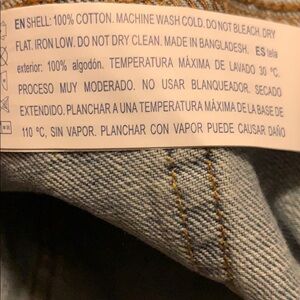 EN SHELL: 100% COTTON. MACHINE WASH COLD. DO NOT BLEACH. DRY
FLAT. IRON LOW. DO NOT DRY CLEAN. MADE IN BANGLADESH. ES tela
exterior: 100% algodón. TEMPERATURA MÁXIMA DE LAVADO 30 ºC.
PROCESO MUY MODERADO. NO USAR BLANQUEADOR. SECADO
EXTENDIDO. PLANCHAR A UNA TEMPERATURA MÁXIMA DE LA BASE DE
110 ºC, SIN VAPOR. PLANCHAR CON VAPOR PUEDE CAUSAR DAÑO